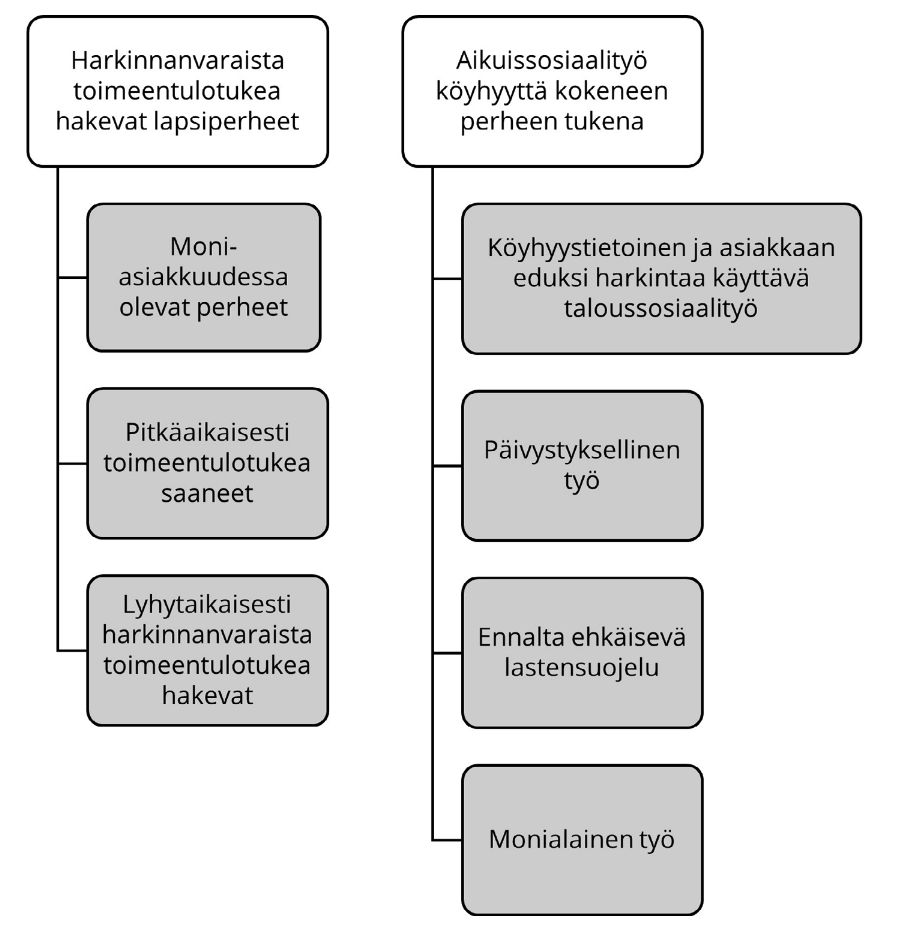 Harkinnanvaraista
toimeentulotukea
hakevat lapsiperheet
Moni-
asiakkuudessa
olevat perheet
Pitkäaikaisesti
toimeentulotukea
saaneet
Lyhytaikaisesti
harkinnanvaraista
toimeentulotukea
hakevat
Aikuissosiaalityö
köyhyyttä kokeneen
perheen tukena
Köyhyystietoinen ja asiakkaan
eduksi harkintaa käyttävä
taloussosiaalityö
Päivystyksellinen
työ
Ennalta ehkäisevä
lastensuojelu
Monialainen työ